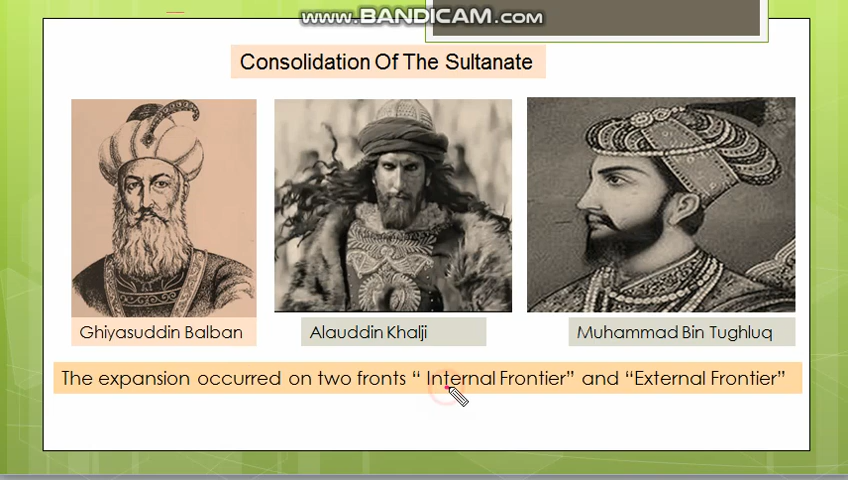 www.BANDICAM.com
Consolidation Of The Sultanate
Ghiyasuddin Balban
Alauddin Khalji
Muhammad Bin Tughluq
The expansion occurred on two fronts “ Internal Frontier” and “External Frontier”